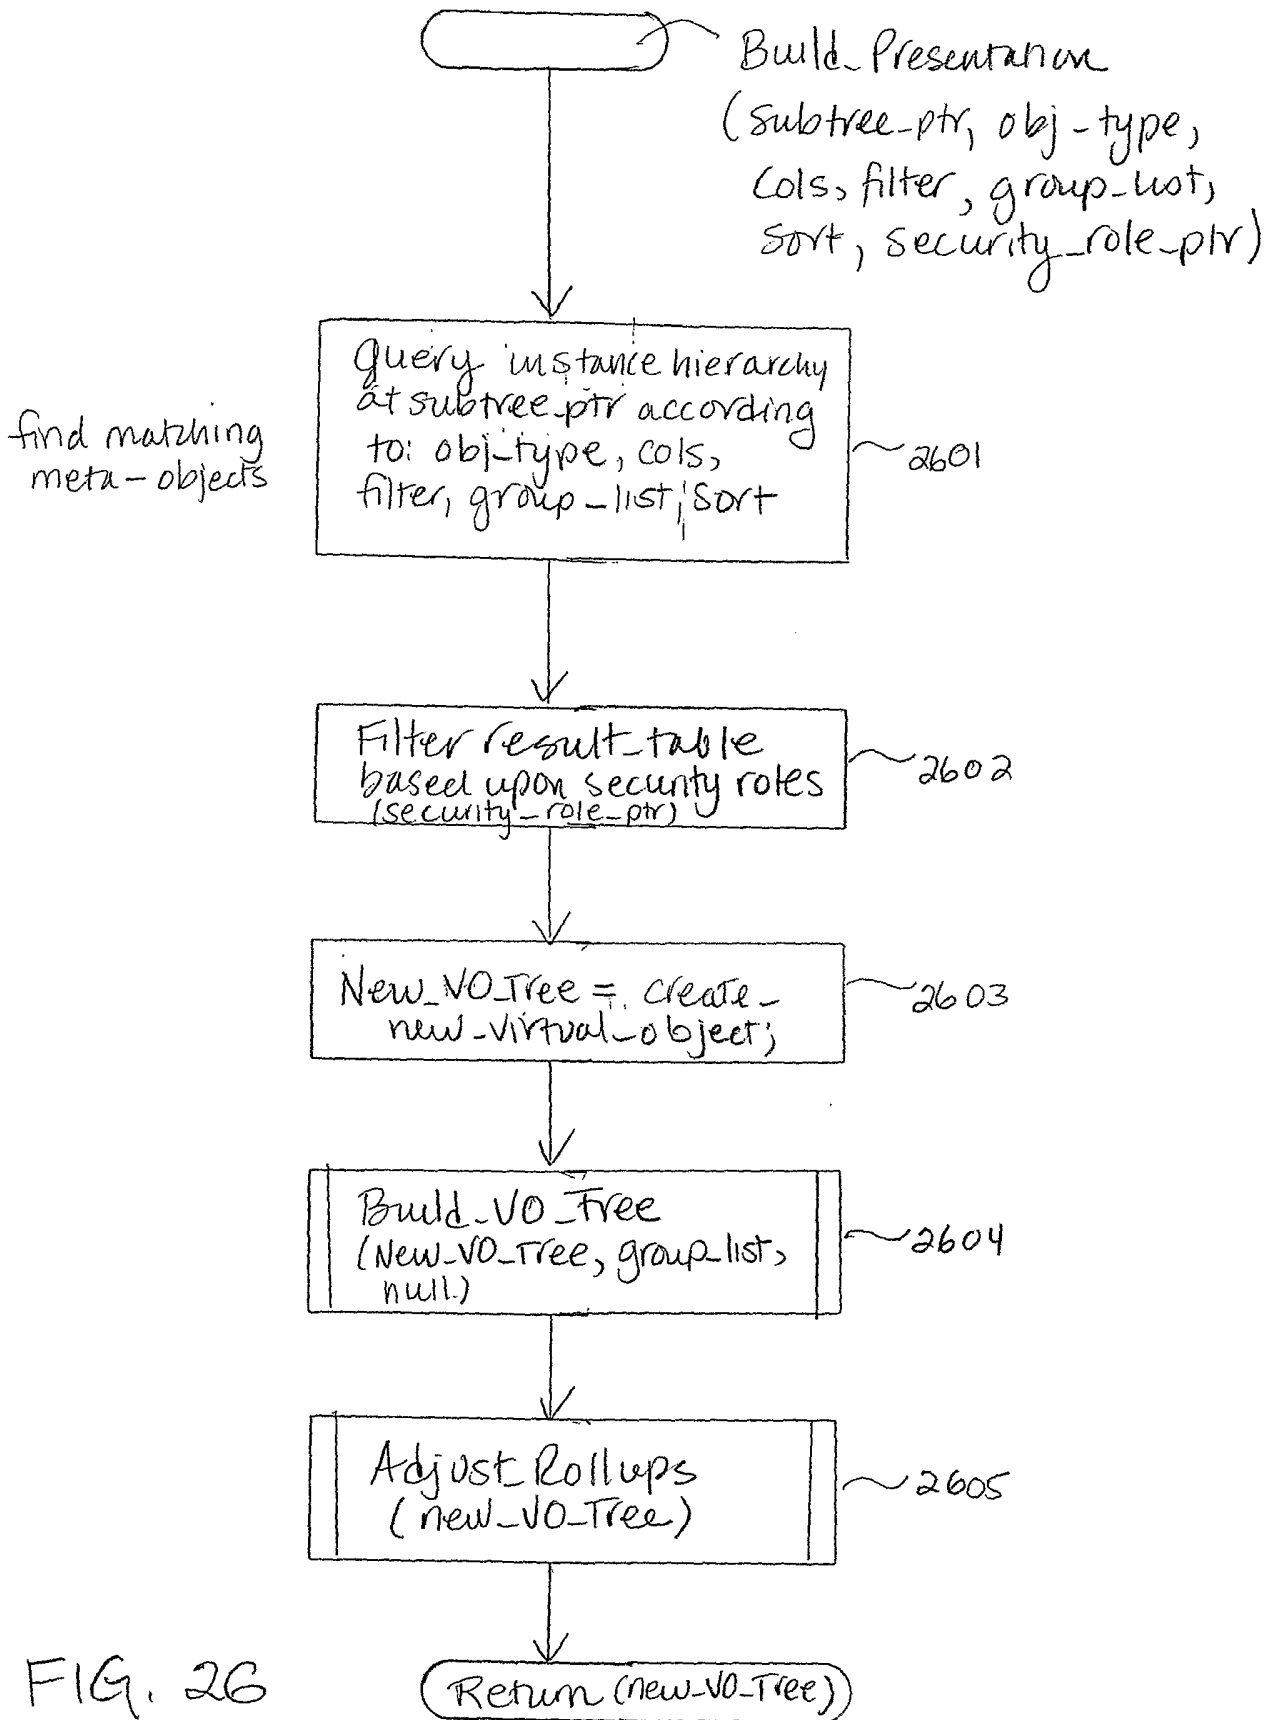 Build_Presentation
(subtree_ptr, obj-type,
cols, filter, group_list,
sort, security_role_ptr)
find matching
meta-objects
query instance hierarchy
at subtree_ptr according
to: obj_type, cols,
filter, group_list, sort
2601
Filter result_table
based upon security roles
(security_role_ptr)
2602
New_VO_Tree = create_
new_virtual_object;
2603
Build_VO_Tree
(New_VO_Tree, group_list,
null)
2604
Adjust_Rollups
(new_VO_Tree)
2605
FIG. 26
Return (new_VO_Tree)